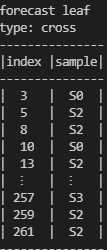 forecast leaf
type: cross
------------------
|index | sample|
------------------
|  3  |  S0  |
|  5  |  S2  |
|  8  |  S2  |
|  10  |  S0  |
|  13  |  S2  |
|  ⋮  |  ⋮  |
|  257  |  S3  |
|  259  |  S2  |
|  261  |  S2  |